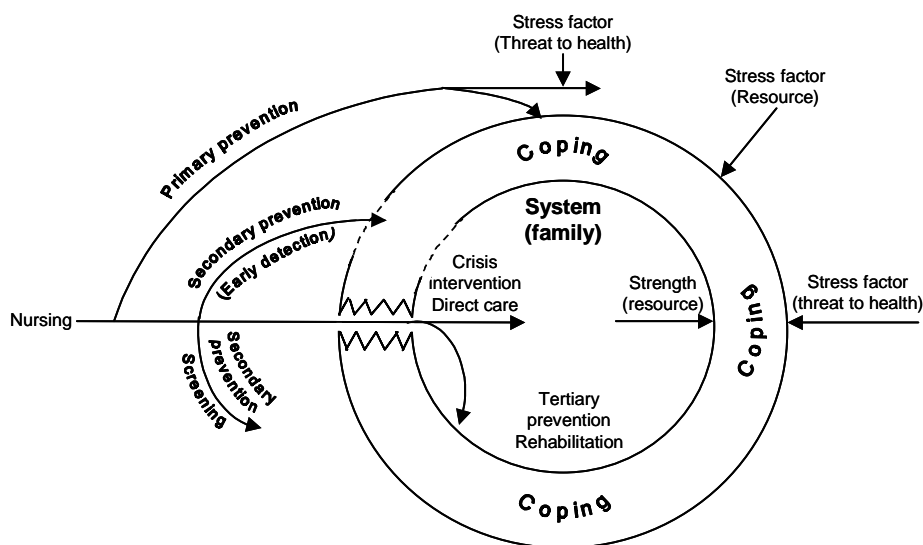 Stress factor
(Threat to health)
Stress factor
(Resource)
Primary prevention
Coping
Secondary prevention
(Early detection)
System
(family)
Crisis
intervention
Direct care
Strength
(resource)
Coping
Stress factor
(threat to health)
Nursing
Secondary
prevention
Screening
Tertiary
prevention
Rehabilitation
Coping